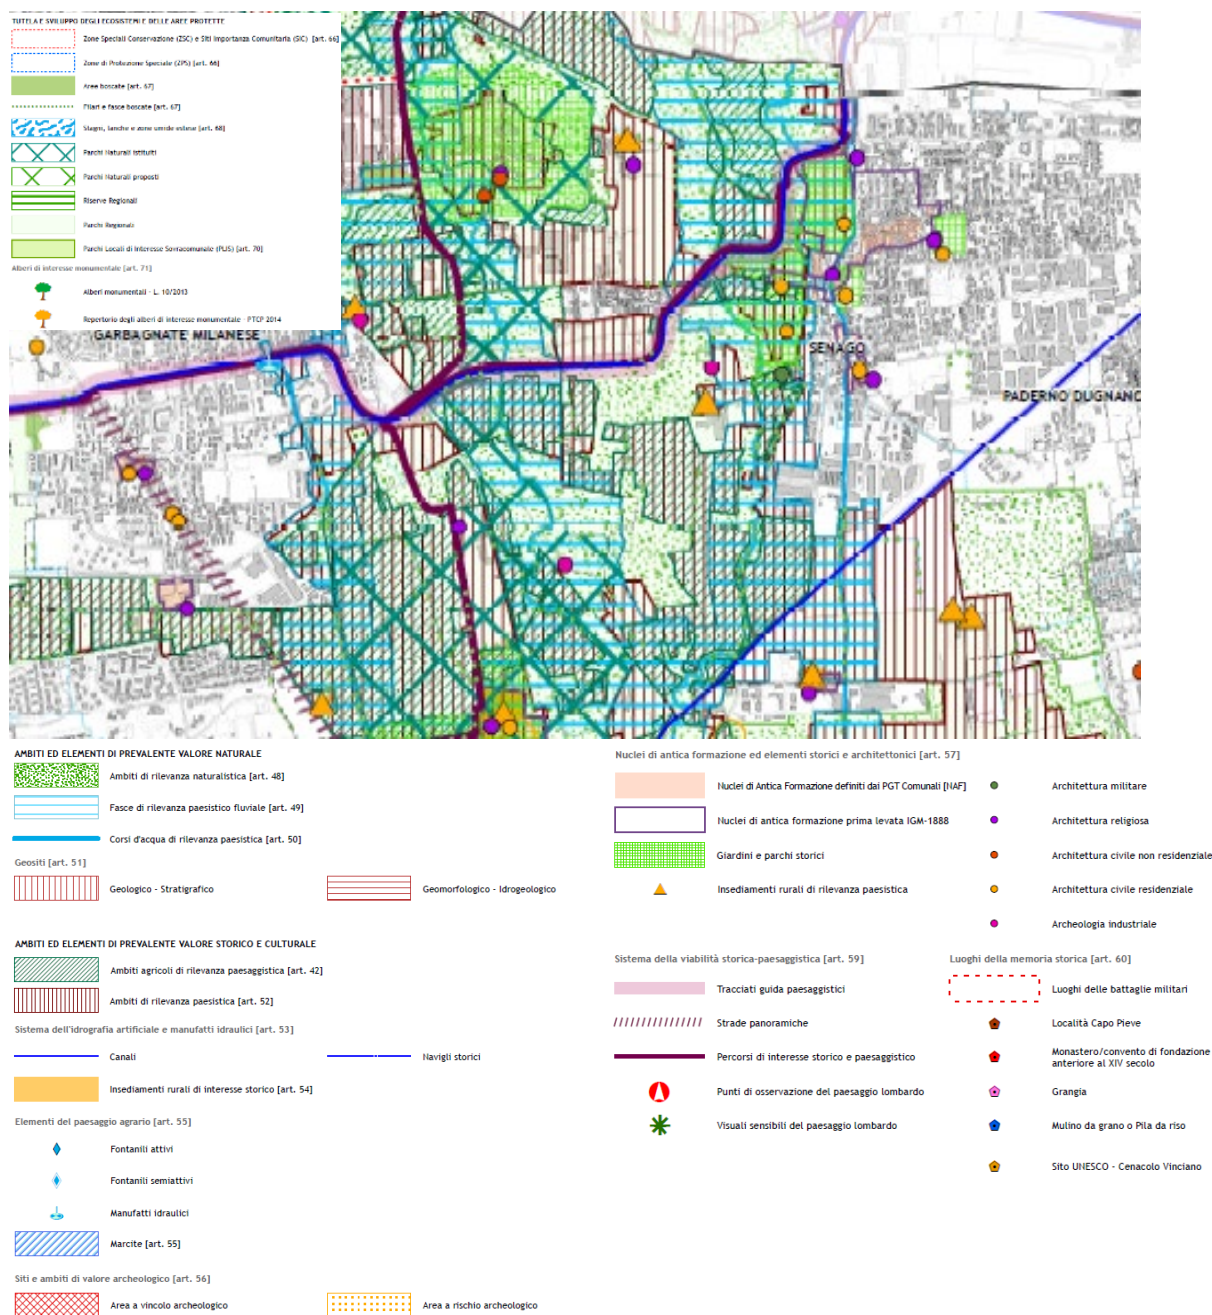 TUTELA E SVILUPPO DEGLI ECOSISTEMI E DELLE AREE PROTETTE
Zone Speciali Conservazione (ZSC) e Siti Importanza Comunitaria (SIC) [art. 66]
Zone di Protezione Speciale (ZPS) [art. 66]
Aree boscate [art. 67]
Filari e fasce boscate [art. 67]
Stagni, lanche e zone umide estese [art. 68]
Parchi Naturali istituiti
Parchi Naturali proposti
Riserve Regionali
Parchi Regionali
Parchi Locali di Interesse Sovracomunale (PLIS) [art. 70]
Alberi di interesse monumentale [art. 71]
Alberi monumentali - L. 10/2013
Repertorio degli alberi di interesse monumentale - PTCP 2014
GARBAGNATE MILANESE
SENAGO
PADERNO DUGNANO
AMBITI ED ELEMENTI DI PREVALENTE VALORE NATURALE
Ambiti di rilevanza naturalistica [art. 48]
Fasce di rilevanza paesistico fluviale [art. 49]
Corsi d'acqua di rilevanza paesistica [art. 50]
Geositi [art. 51]
Geologico - Stratigrafico
Geomorfologico - Idrogeologico
AMBITI ED ELEMENTI DI PREVALENTE VALORE STORICO E CULTURALE
Ambiti agricoli di rilevanza paesaggistica [art. 42]
Ambiti di rilevanza paesistica [art. 52]
Sistema dell'idrografia artificiale e manufatti idraulici [art. 53]
Canali
Navigli storici
Insediamenti rurali di interesse storico [art. 54]
Elementi del paesaggio agrario [art. 55]
Fontanili attivi
Fontanili semiattivi
Manufatti idraulici
Marcite [art. 55]
Siti e ambiti di valore archeologico [art. 56]
Area a vincolo archeologico
Area a rischio archeologico
Nuclei di antica formazione ed elementi storici e architettonici [art. 57]
Nuclei di Antica Formazione definiti dai PGT Comunali [NAF]
Nuclei di antica formazione prima levata IGM-1888
Giardini e parchi storici
Insediamenti rurali di rilevanza paesistica
Architettura militare
Architettura religiosa
Architettura civile non residenziale
Architettura civile residenziale
Archeologia industriale
Sistema della viabilità storica-paesaggistica [art. 59]
Tracciati guida paesaggistici
Strade panoramiche
Percorsi di interesse storico e paesaggistico
Punti di osservazione del paesaggio lombardo
Visuali sensibili del paesaggio lombardo
Luoghi della memoria storica [art. 60]
Luoghi delle battaglie militari
Località Capo Pieve
Monastero/convento di fondazione
anteriore al XIV secolo
Grangia
Mulino da grano o Pila da riso
Sito UNESCO - Cenacolo Vinciano